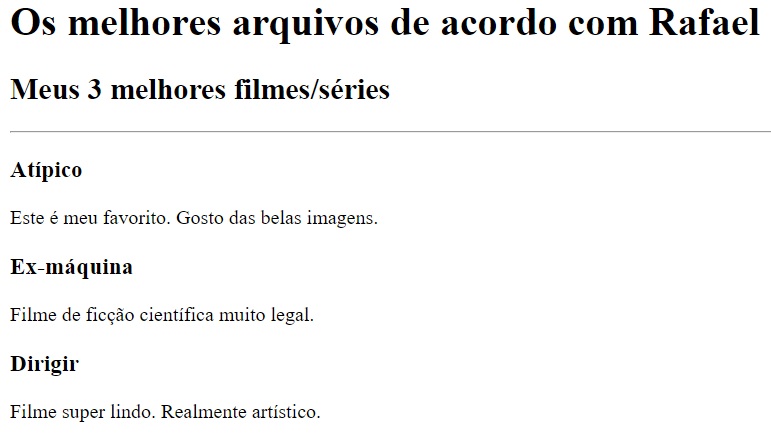 Os melhores arquivos de acordo com Rafael
Meus 3 melhores filmes/séries
Atípico
Este é meu favorito. Gosto das belas imagens.
Ex-máquina
Filme de ficção científica muito legal.
Dirigir
Filme super lindo. Realmente artístico.